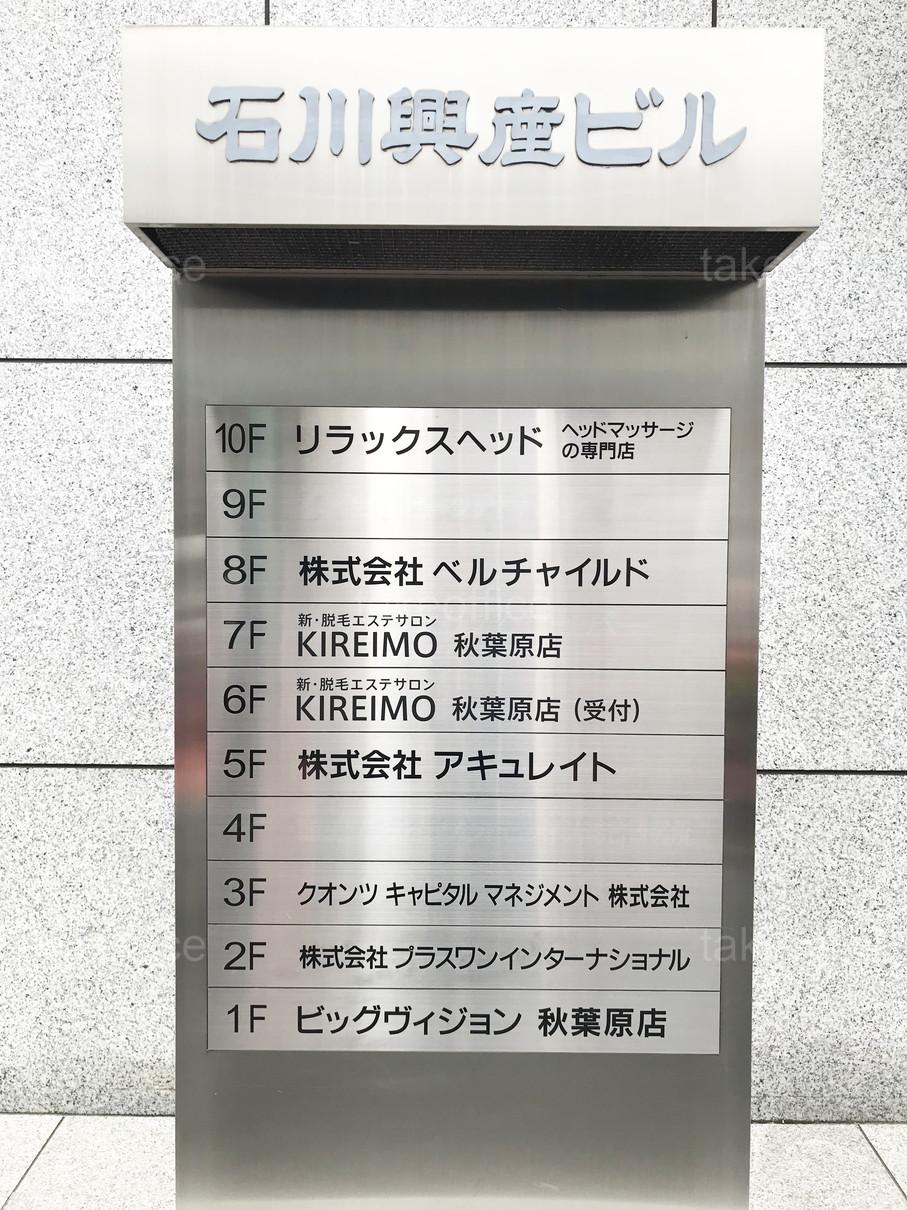 石川興産ビル
10F リラックスヘッド ヘッドマッサージ
の専門店
9F
8F 株式会社 ベルチャイルド
新・脱毛エステサロン
7F KIREIMO 秋葉原店
新・脱毛エステサロン
6F KIREIMO 秋葉原店 (受付)
5F 株式会社 アキュレイト
4F
3F クオンツ キャピタル マネジメント 株式会社
2F 株式会社 プラスワンインターナショナル
1F ビッグヴィジョン 秋葉原店